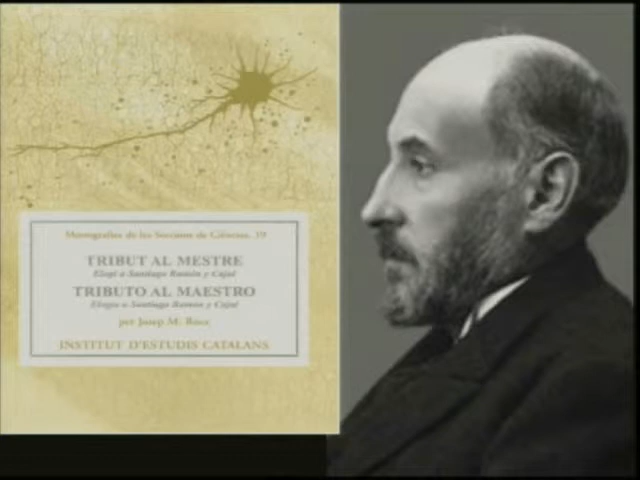 Monografies de les Seccions de Ciències, 19
TRIBUT AL MESTRE
Elogi a Santiago Ramón y Cajal
TRIBUTO AL MAESTRO
Elogio a Santiago Ramón y Cajal
per Josep M.
INSTITUT D'ESTUDIS CATALANS